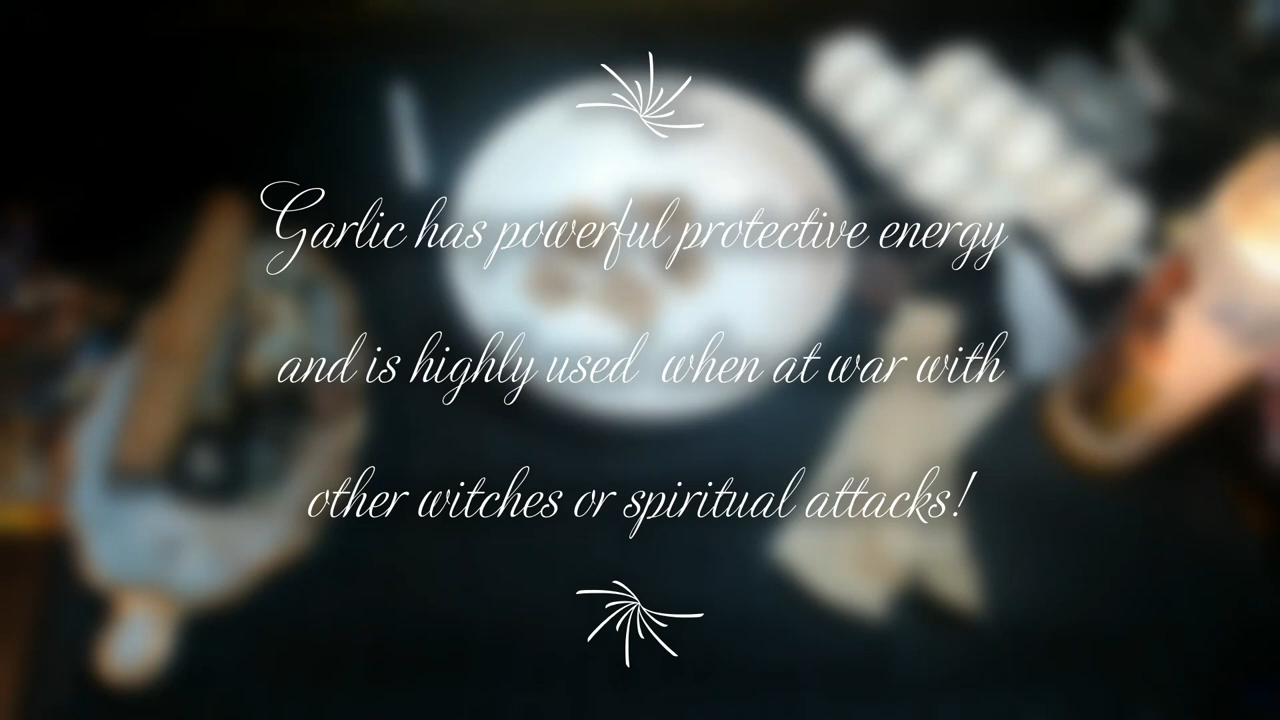 Garlic has powerful protective energy
and is highly used  when at war with
other witches or spiritual attacks!